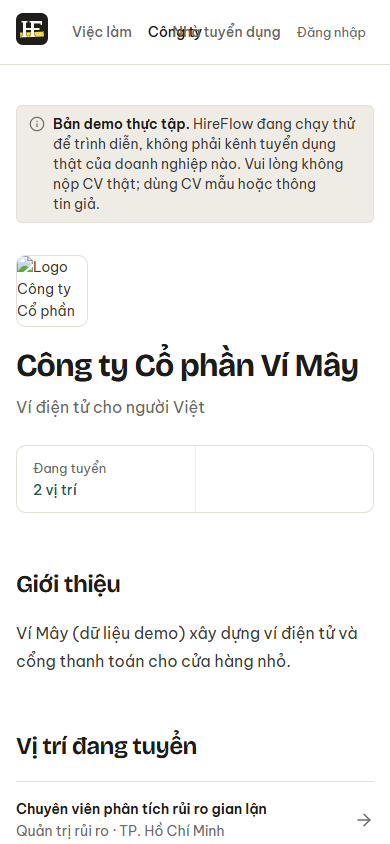 HF
Việc làm Công ty Nhà tuyển dụng Đăng nhập
Bản demo thực tập. HireFlow đang chạy thử
để trình diễn, không phải kênh tuyển dụng
thật của doanh nghiệp nào. Vui lòng không
nộp CV thật; dùng CV mẫu hoặc thông
tin giả.
Logo
Công ty
Cổ phần
Công ty Cổ phần Ví Mây
Ví điện tử cho người Việt
Đang tuyển
2 vị trí
Giới thiệu
Ví Mây (dữ liệu demo) xây dựng ví điện tử và
cổng thanh toán cho cửa hàng nhỏ.
Vị trí đang tuyển
Chuyên viên phân tích rủi ro gian lận
Quản trị rủi ro · TP. Hồ Chí Minh